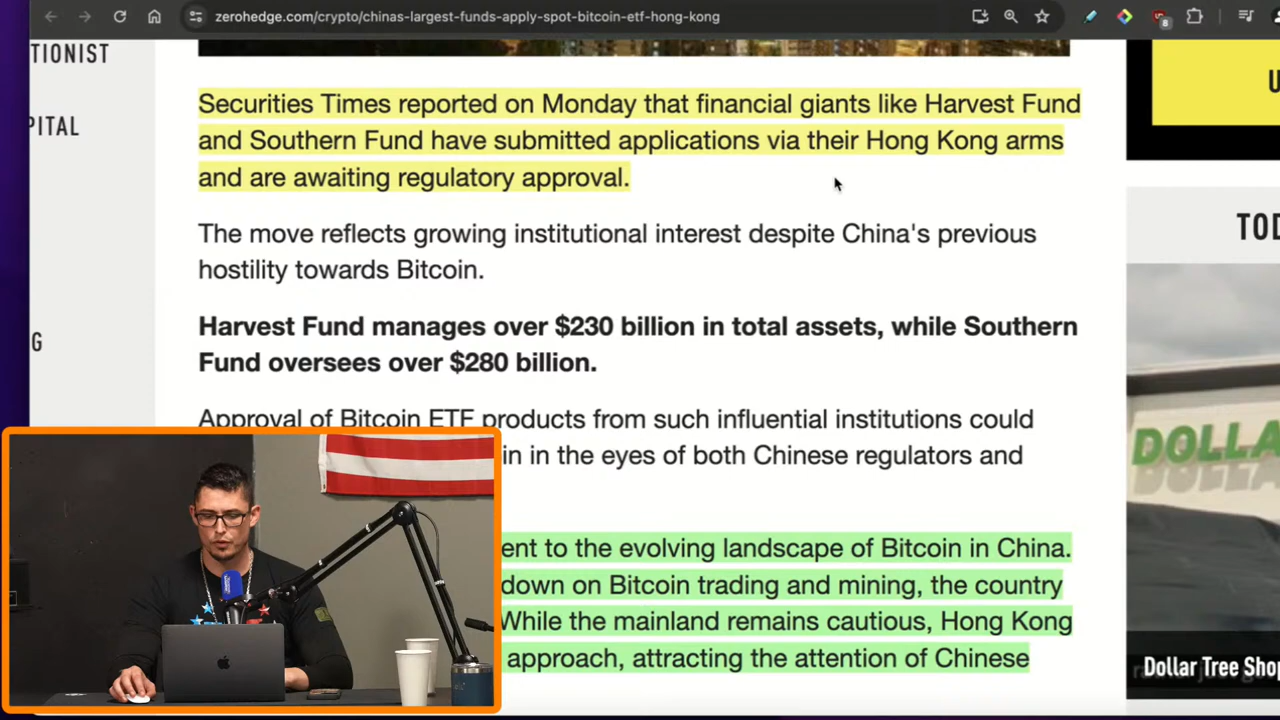 zerohedge.com/crypto/chinas-largest-funds-apply-spot-bitcoin-etf-hong-kong
8
TIONIST
PITAL
G
Securities Times reported on Monday that financial giants like Harvest Fund
and Southern Fund have submitted applications via their Hong Kong arms
and are awaiting regulatory approval.
The move reflects growing institutional interest despite China's previous
hostility towards Bitcoin.
Harvest Fund manages over $230 billion in total assets, while Southern
Fund oversees over $280 billion.
Approval of Bitcoin ETF products from such influential institutions could
in in the eyes of both Chinese regulators and
ent to the evolving landscape of Bitcoin in China.
down on Bitcoin trading and mining, the country
While the mainland remains cautious, Hong Kong
approach, attracting the attention of Chinese
U
TOD
DOLLA
Dollar Tree Shop